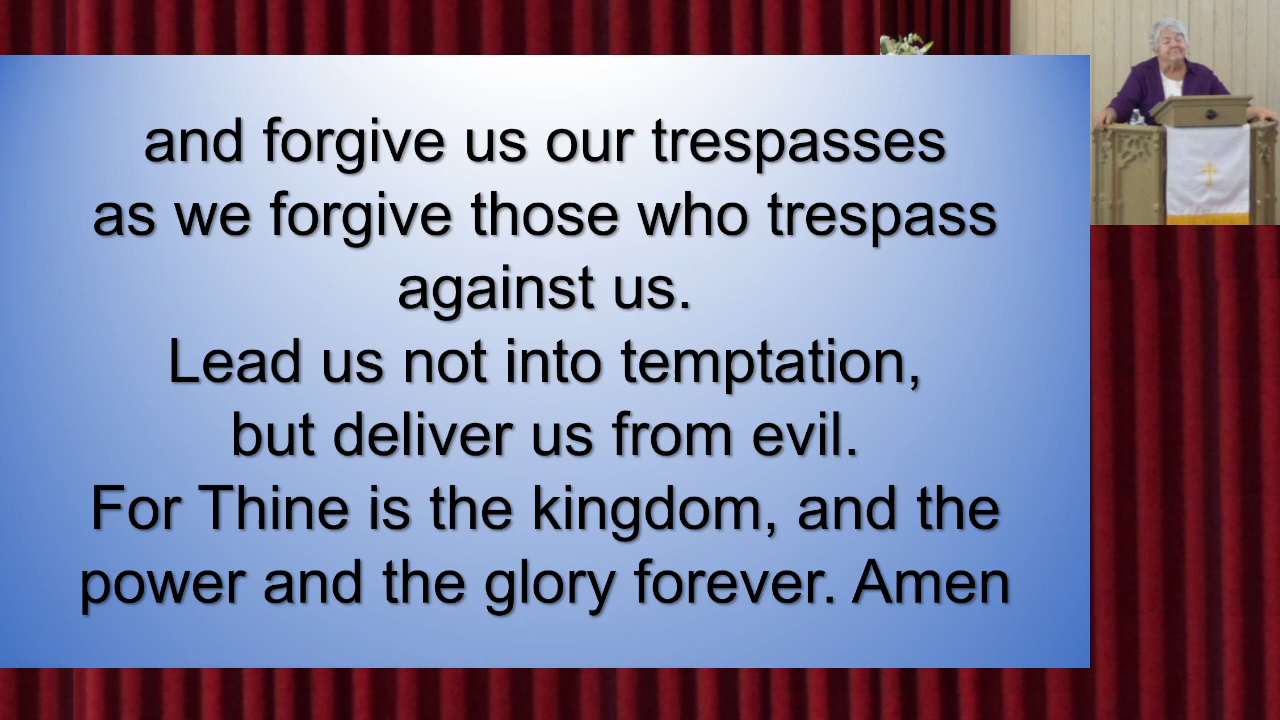 and forgive us our trespasses
as we forgive those who trespass
against us.
Lead us not into temptation,
but deliver us from evil.
For Thine is the kingdom, and the
power and the glory forever. Amen